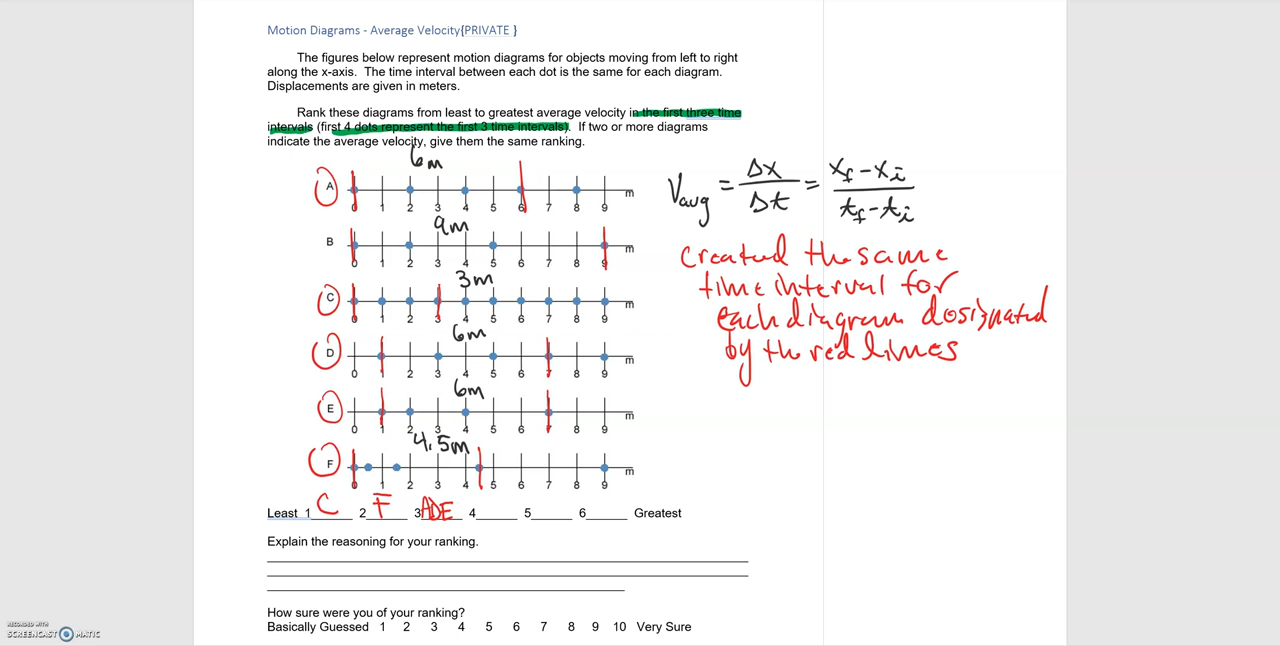 Motion Diagrams - Average Velocity{PRIVATE }
The figures below represent motion diagrams for objects moving from left to right
along the x-axis. The time interval between each dot is the same for each diagram.
Displacements are given in meters.
Rank these diagrams from least to greatest average velocity in the first three time
intervals (first 4 dots represent the first 3 time intervals). If two or more diagrams
indicate the average velocity, give them the same ranking.
6m
A
0 1 2 3 4 5 6 7 8 9 m
9m
B
0 1 2 3 4 5 6 7 8 9 m
3m
C
0 1 2 3 4 5 6 7 8 9 m
6m
D
0 1 2 3 4 5 6 7 8 9 m
6m
E
0 1 2 3 4 5 6 7 8 9 m
4.5m
F
0 1 2 3 4 5 6 7 8 9 m
Vavg = Δx/Δt = xf-xi/tf-ti
Created the same
time interval for
each diagram dosignated
by the red lines
Least 1 C 2 F 3 ADE 4______ 5______ 6______ Greatest
Explain the reasoning for your ranking.
How sure were you of your ranking?
Basically Guessed 1 2 3 4 5 6 7 8 9 10 Very Sure
RECORDED WITH
SCREENCAST-O-MATIC